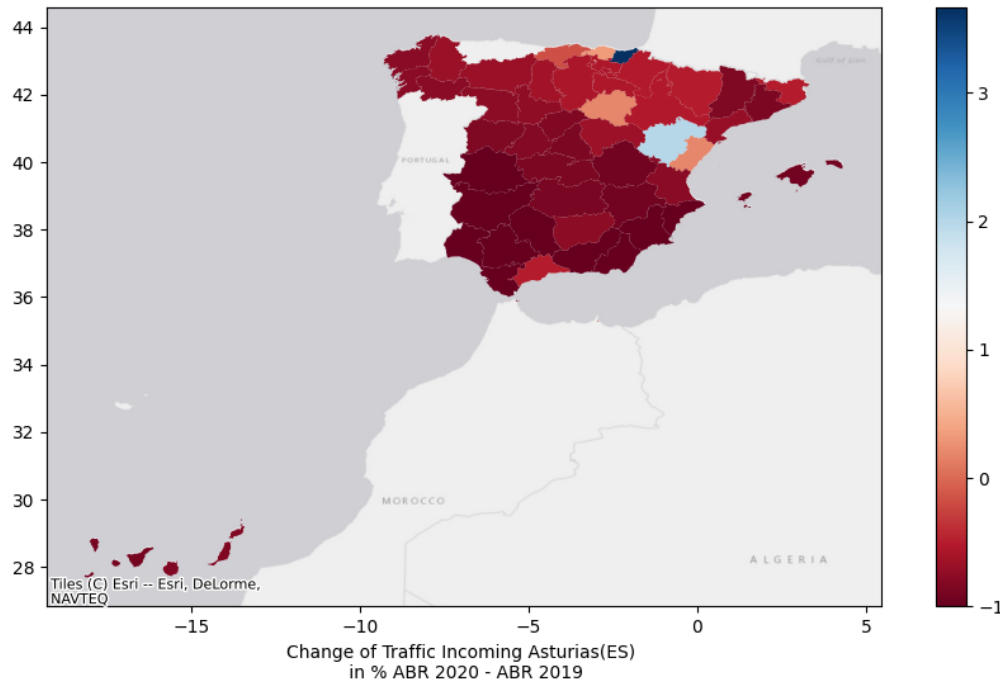 44
42
40
38
36
34
32
30
28
−15
−10
−5
0
5
3
2
1
0
−1
Gulf of Lion
PORTUGAL
MOROCCO
ALGERIA
Tiles (C) Esri -- Esri, DeLorme,
NAVTEQ
Change of Traffic Incoming Asturias(ES)
in % ABR 2020 - ABR 2019